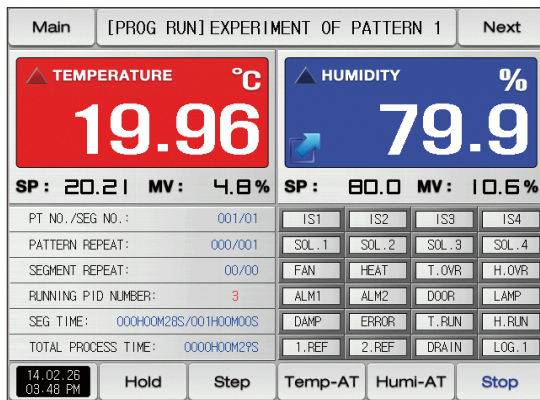 Main [PROG RUN] EXPERIMENT OF PATTERN 1 Next
TEMPERATURE °C
19.96
SP : 20.21 MV : 4.8 %
HUMIDITY %
79.9
SP : 80.0 MV : 10.6 %
PT NO./SEG NO.: 001/01
PATTERN REPEAT: 000/001
SEGMENT REPEAT: 00/00
RUNNING PID NUMBER: 3
SEG TIME: 000H00M28S/001H00M00S
TOTAL PROCESS TIME: 0000H00M29S
IS1 IS2 IS3 IS4
SOL.1 SOL.2 SOL.3 SOL.4
FAN HEAT T.OVR H.OVR
ALM1 ALM2 DOOR LAMP
DAMP ERROR T.RUN H.RUN
1.REF 2.REF DRAIN LOG.1
14.02.26
03.48 PM
Hold Step Temp-AT Humi-AT Stop